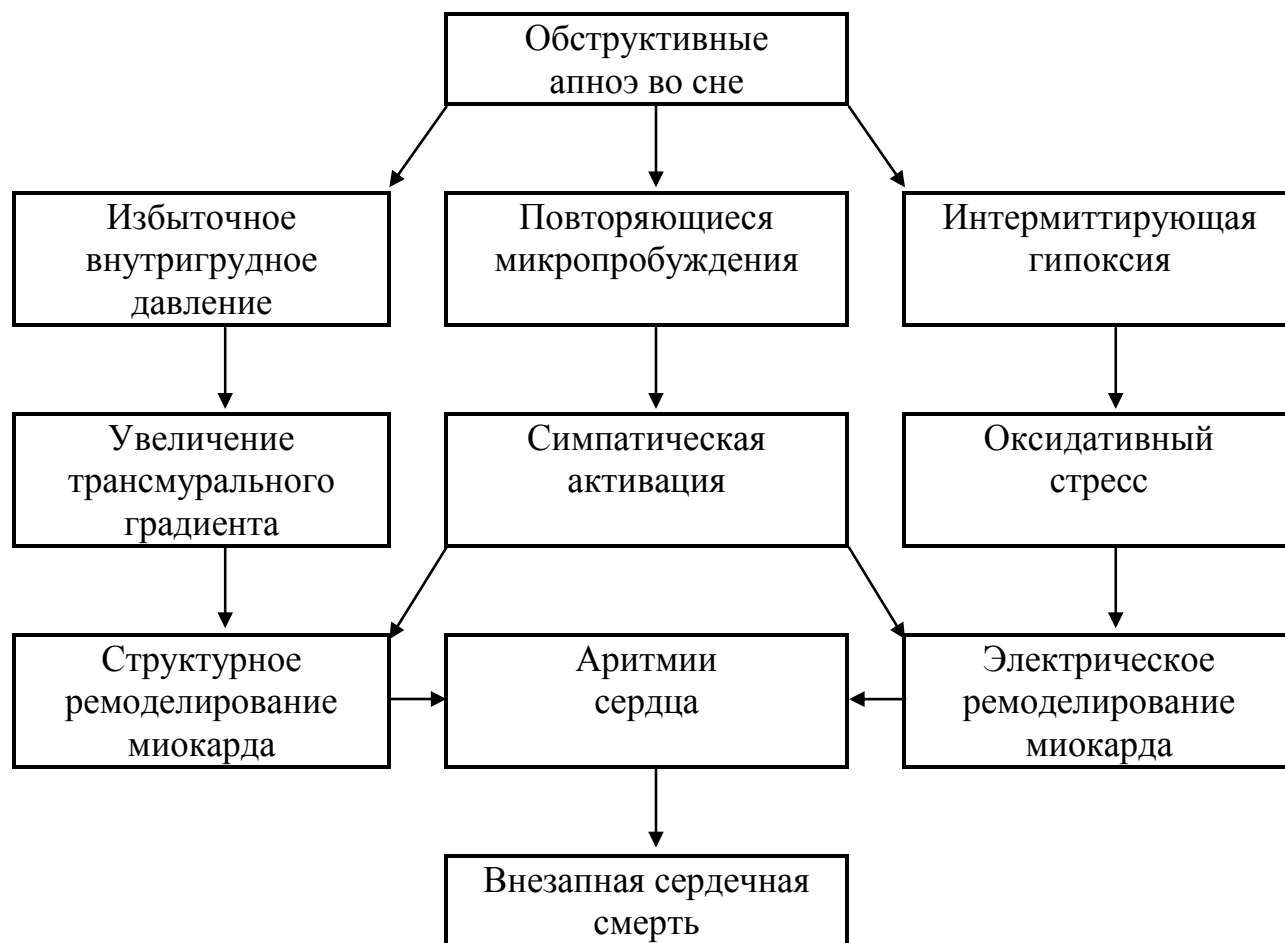 Обструктивные
апноэ во сне
Избыточное
внутригрудное
давление
Повторяющиеся
микропробуждения
Интермиттирующая
гипоксия
Увеличение
трансмурального
градиента
Симпатическая
активация
Оксидативный
стресс
Структурное
ремоделирование
миокарда
Аритмии
сердца
Электрическое
ремоделирование
миокарда
Внезапная сердечная
смерть